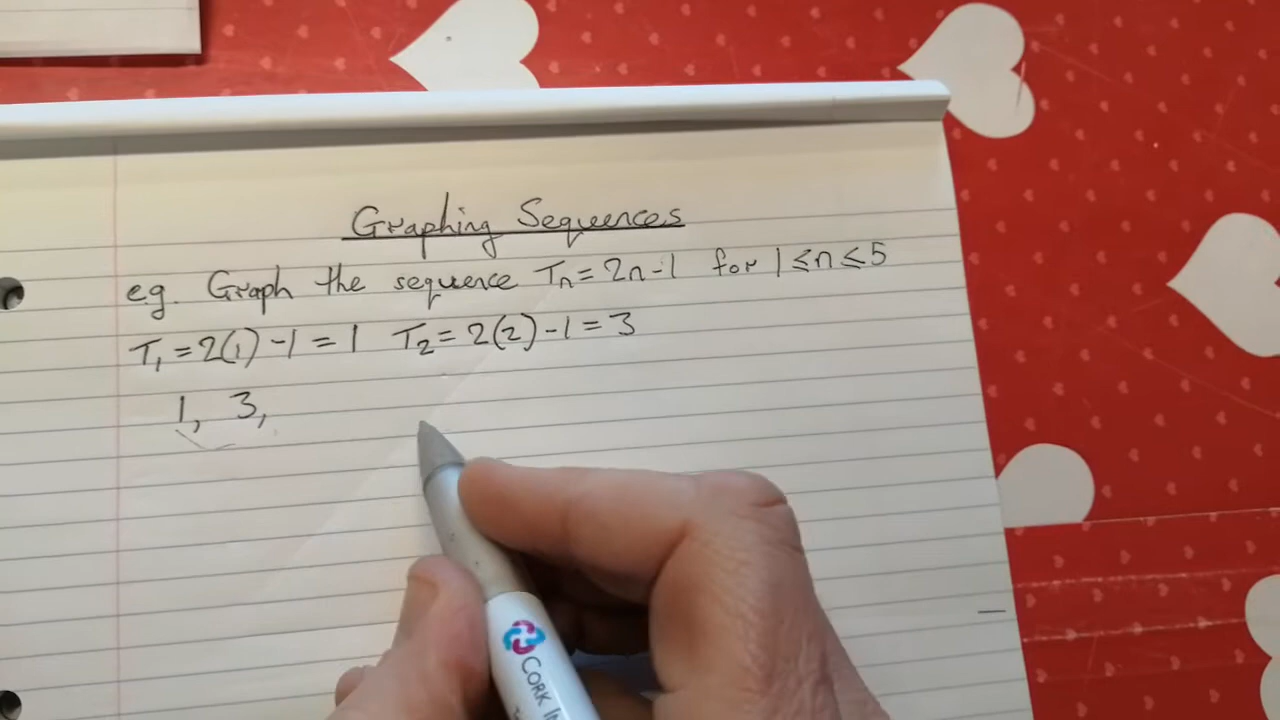 Graphing Sequences
eg. Graph the sequence Tₙ = 2n-1 for 1 ≤ n ≤ 5
T₁ = 2(1) - 1 = 1 T₂ = 2(2) - 1 = 3
1, 3,
CORK